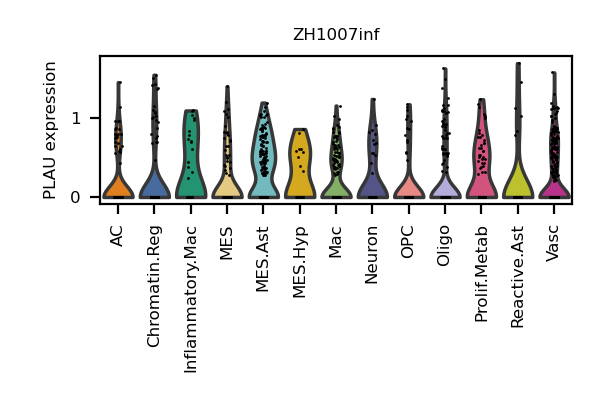 ZH1007inf
PLAU expression
1
0
AC
Chromatin.Reg
Inflammatory.Mac
MES
MES.Ast
MES.Hyp
Mac
Neuron
OPC
Oligo
Prolif.Metab
Reactive.Ast
Vasc